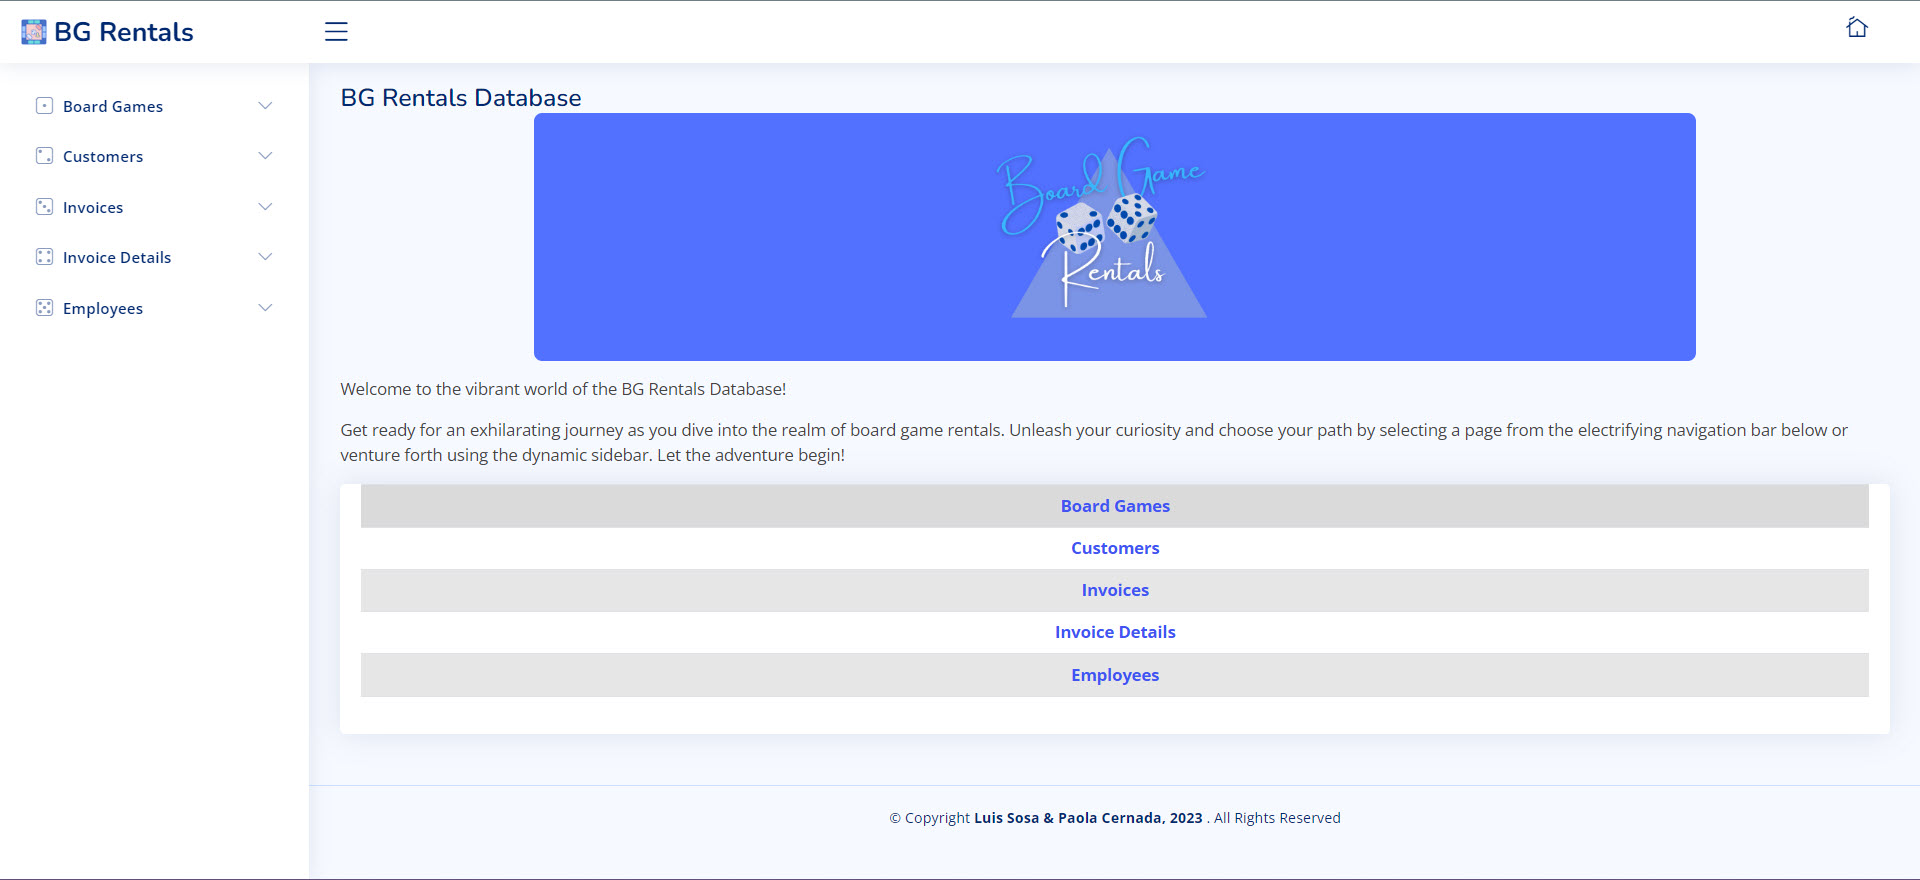 BG Rentals
Board Games
Customers
Invoices
Invoice Details
Employees
BG Rentals Database
Board Game
Rentals
Welcome to the vibrant world of the BG Rentals Database!
Get ready for an exhilarating journey as you dive into the realm of board game rentals. Unleash your curiosity and choose your path by selecting a page from the electrifying navigation bar below or
venture forth using the dynamic sidebar. Let the adventure begin!
Board Games
Customers
Invoices
Invoice Details
Employees
© Copyright Luis Sosa & Paola Cernada, 2023 . All Rights Reserved